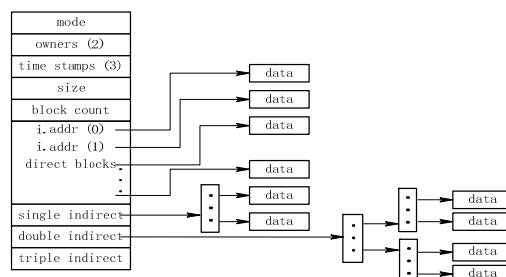 mode
owners (2)
time stamps (3)
size
block count
i.addr (0)
i.addr (1)
direct blocks
single indirect
double indirect
triple indirect
data
data
data
data
data
data
data
data
data
data